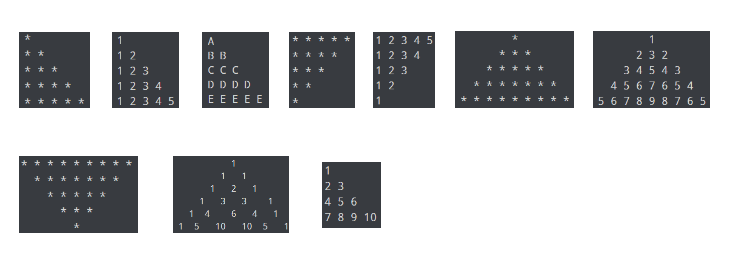 *
* *
* * *
* * * *
* * * * *
1
1 2
1 2 3
1 2 3 4
1 2 3 4 5
A
B B
C C C
D D D D
E E E E E
* * * * *
* * * *
* * *
* *
*
1 2 3 4 5
1 2 3 4
1 2 3
1 2
1
*
* * *
* * * * *
* * * * * * *
* * * * * * * * *
1
2 3 2
3 4 5 4 3
4 5 6 7 6 5 4
5 6 7 8 9 8 7 6 5
* * * * * * * * *
* * * * * * *
* * * * *
* * *
*
1
1 1
1 2 1
1 3 3 1
1 4 6 4 1
1 5 10 10 5 1
1
2 3
4 5 6
7 8 9 10